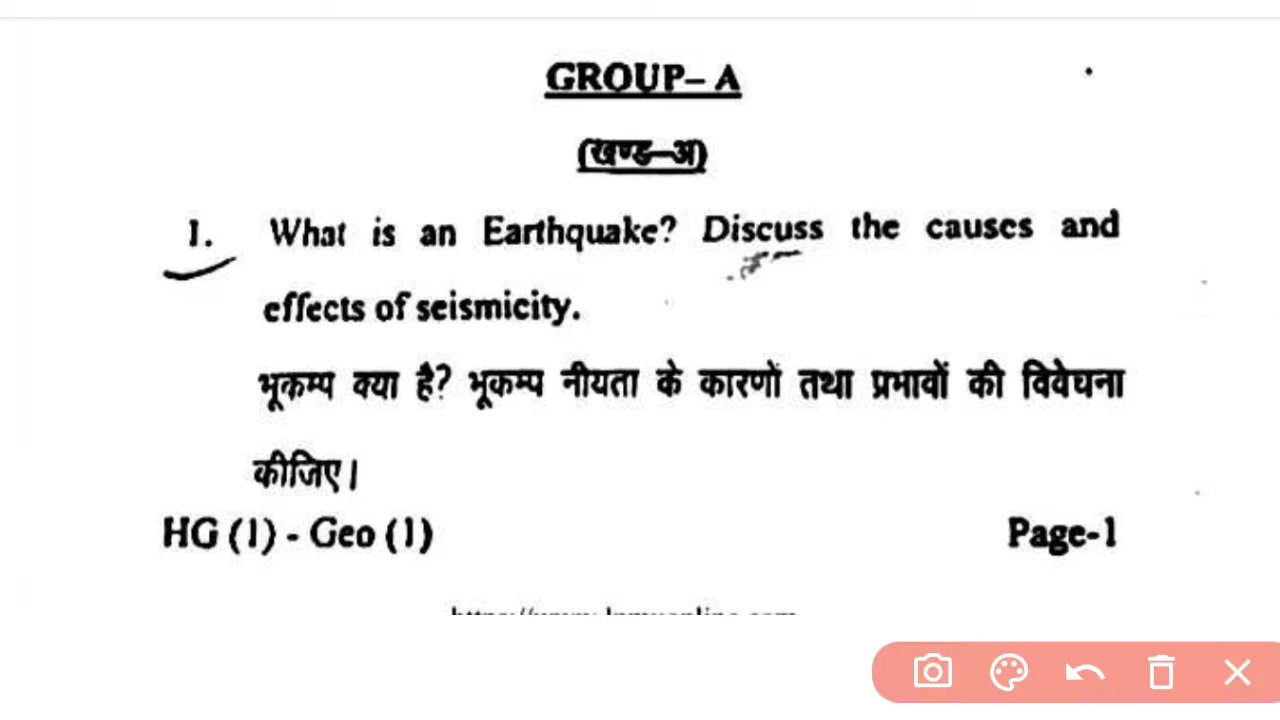 GROUP– A
(खण्ड–अ)
1. What is an Earthquake? Discuss the causes and
effects of seismicity.
भूकम्प क्या है? भूकम्प नीयता के कारणों तथा प्रभावों की विवेचना
कीजिए।
HG (1) - Geo (1) Page-1